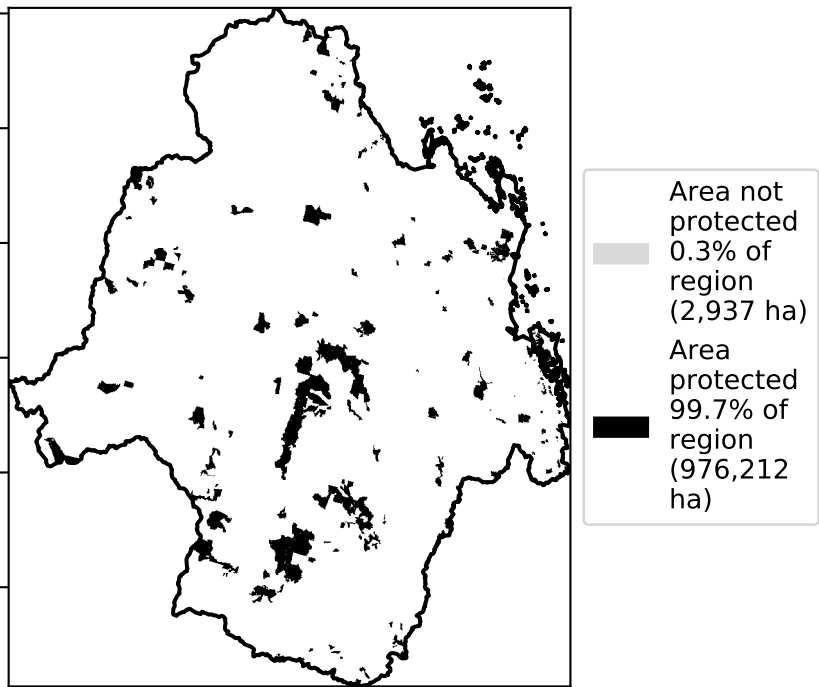 Area not
protected
0.3% of
region
(2,937 ha)
Area
protected
99.7% of
region
(976,212
ha)